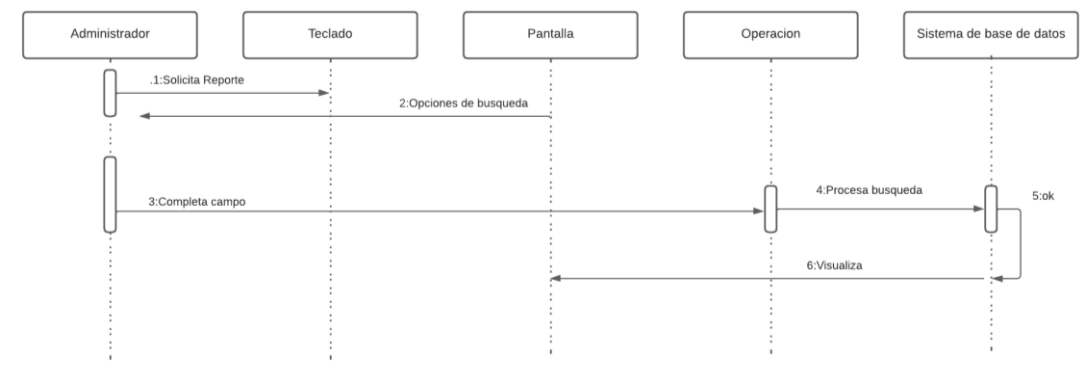 Administrador
Teclado
Pantalla
Operacion
Sistema de base de datos
.1:Solicita Reporte
2:Opciones de busqueda
3:Completa campo
4:Procesa busqueda
5:ok
6:Visualiza